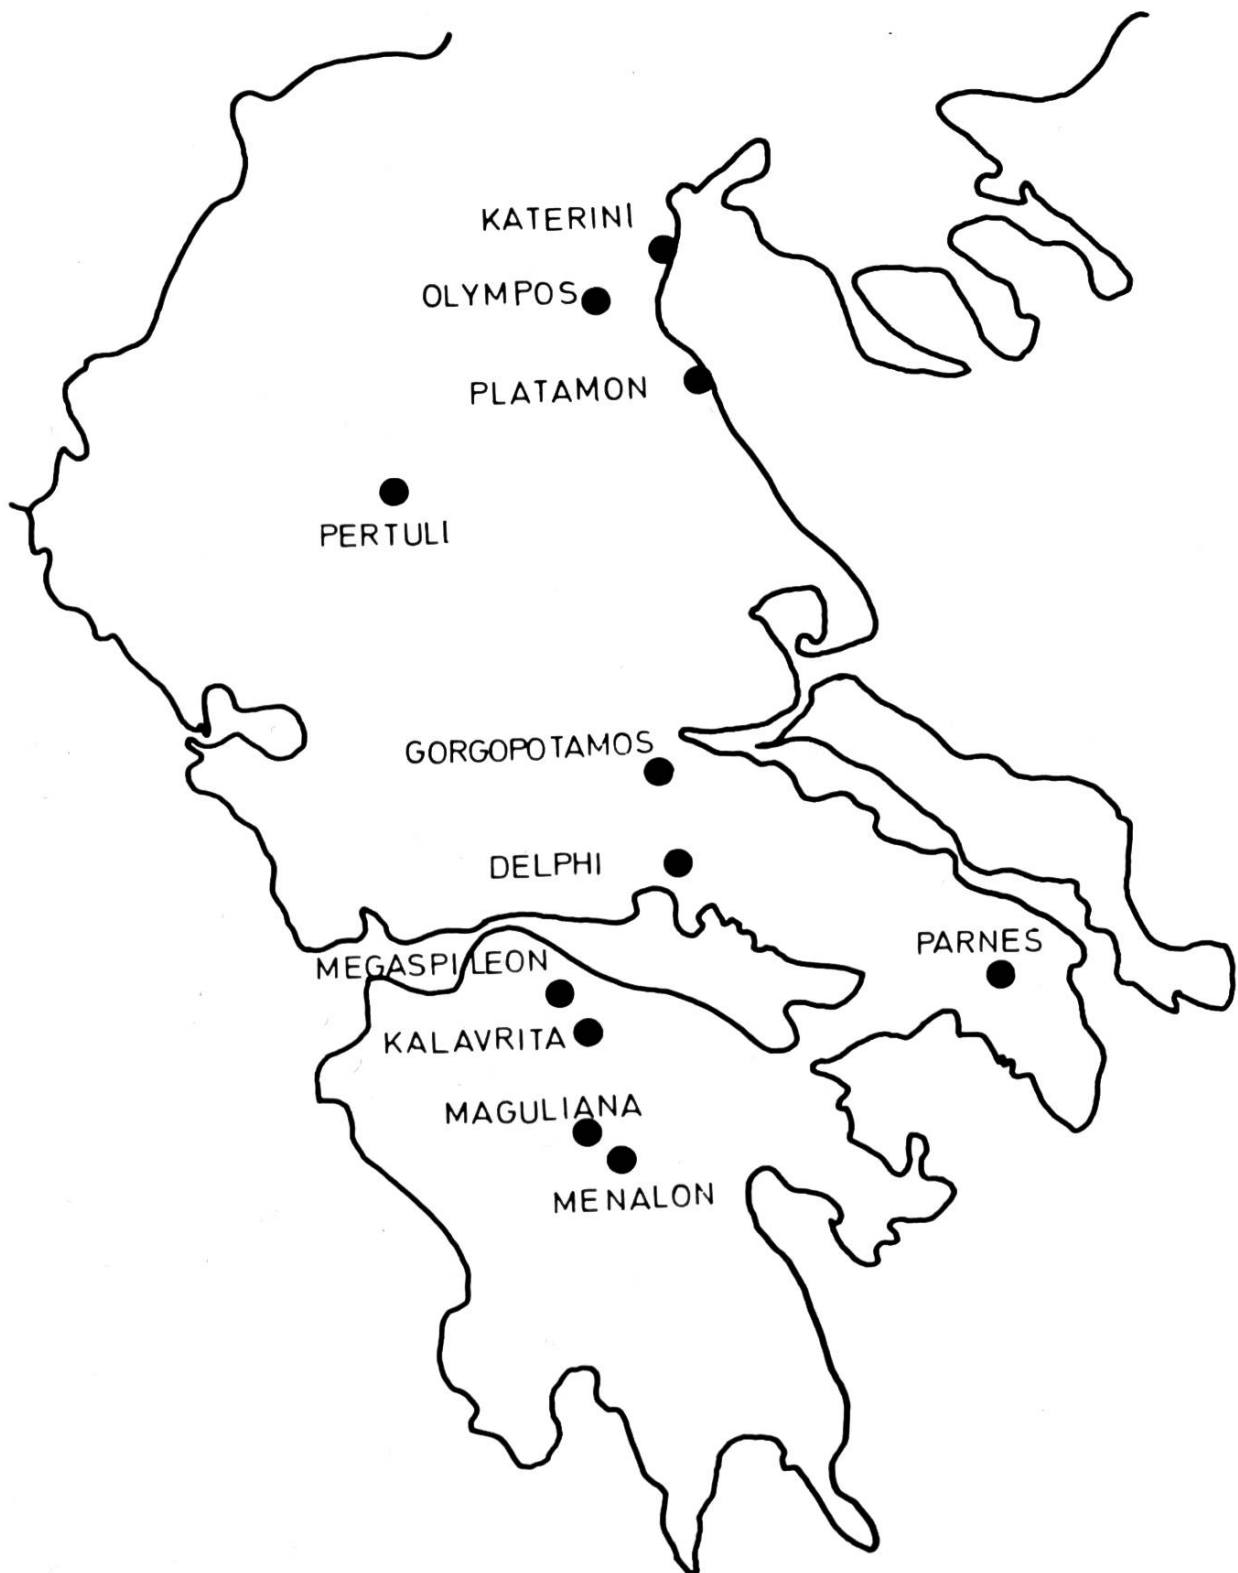 KATERINI
OLYMPOS
PLATAMON
PERTULI
GORGOPOTAMOS
DELPHI
PARNES
MEGASPILEON
KALAVRITA
MAGULIANA
MENALON